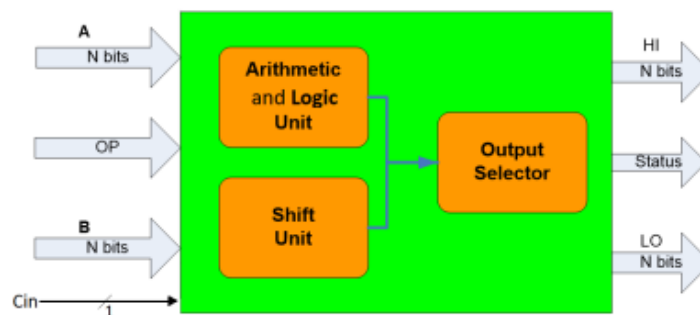 A
N bits
OP
B
N bits
Cin
1
Arithmetic
and Logic
Unit
Shift
Unit
Output
Selector
HI
N bits
Status
LO
N bits